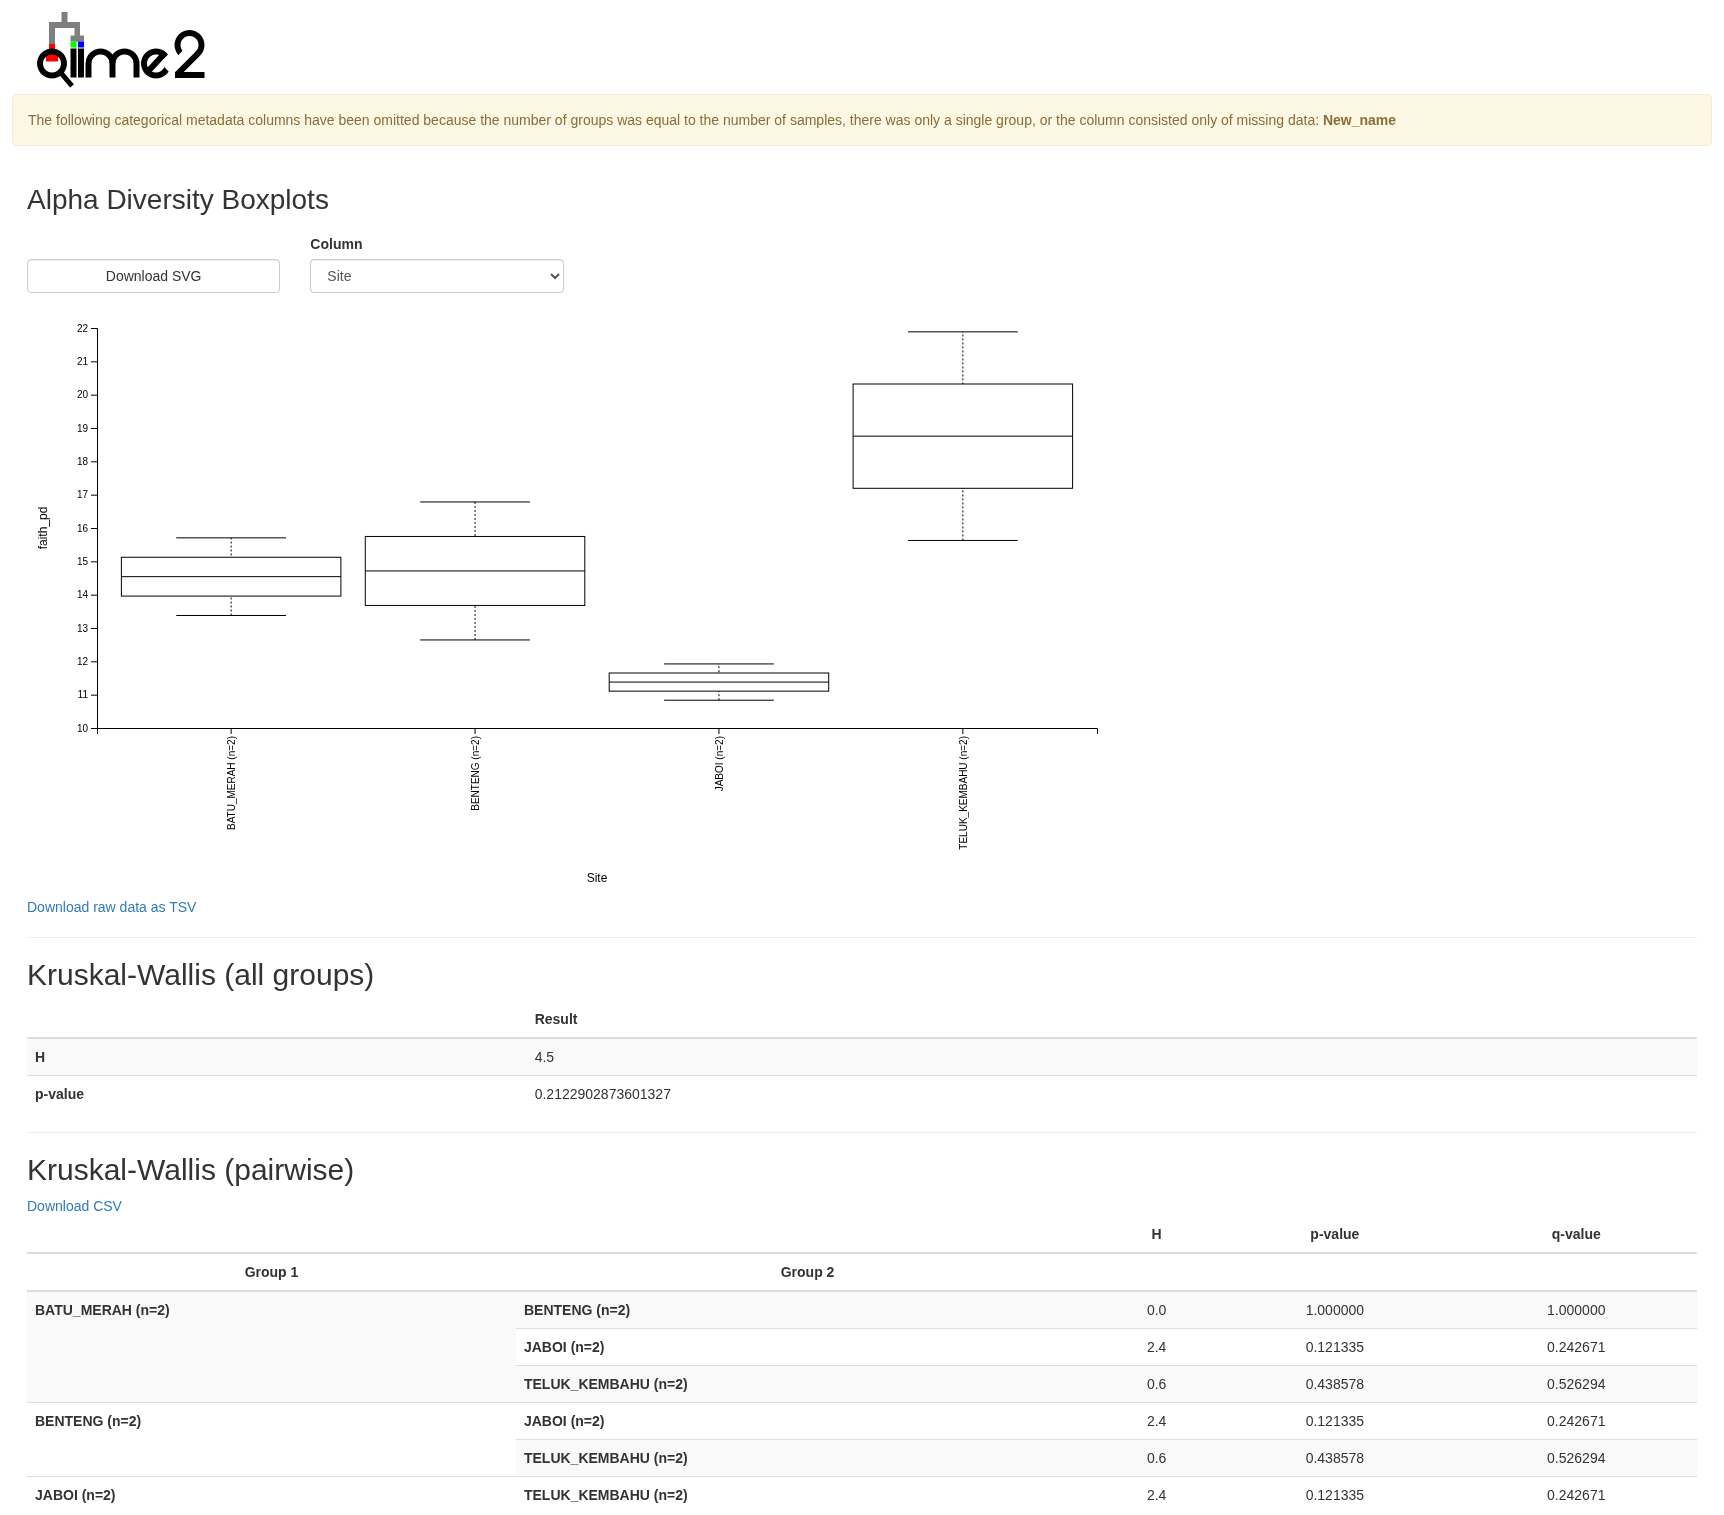 qiime2
The following categorical metadata columns have been omitted because the number of groups was equal to the number of samples, there was only a single group, or the column consisted only of missing data: New_name
Alpha Diversity Boxplots
Column
Download SVG
Site
22
21
20
19
18
17
16
15
14
13
12
11
10
faith_pd
BATU_MERAH (n=2)
BENTENG (n=2)
JABOI (n=2)
TELUK_KEMBAHU (n=2)
Site
Download raw data as TSV
Kruskal-Wallis (all groups)
Result
H 4.5
p-value 0.2122902873601327
Kruskal-Wallis (pairwise)
Download CSV
H p-value q-value
Group 1 Group 2
BATU_MERAH (n=2) BENTENG (n=2) 0.0 1.000000 1.000000
JABOI (n=2) 2.4 0.121335 0.242671
TELUK_KEMBAHU (n=2) 0.6 0.438578 0.526294
BENTENG (n=2) JABOI (n=2) 2.4 0.121335 0.242671
TELUK_KEMBAHU (n=2) 0.6 0.438578 0.526294
JABOI (n=2) TELUK_KEMBAHU (n=2) 2.4 0.121335 0.242671